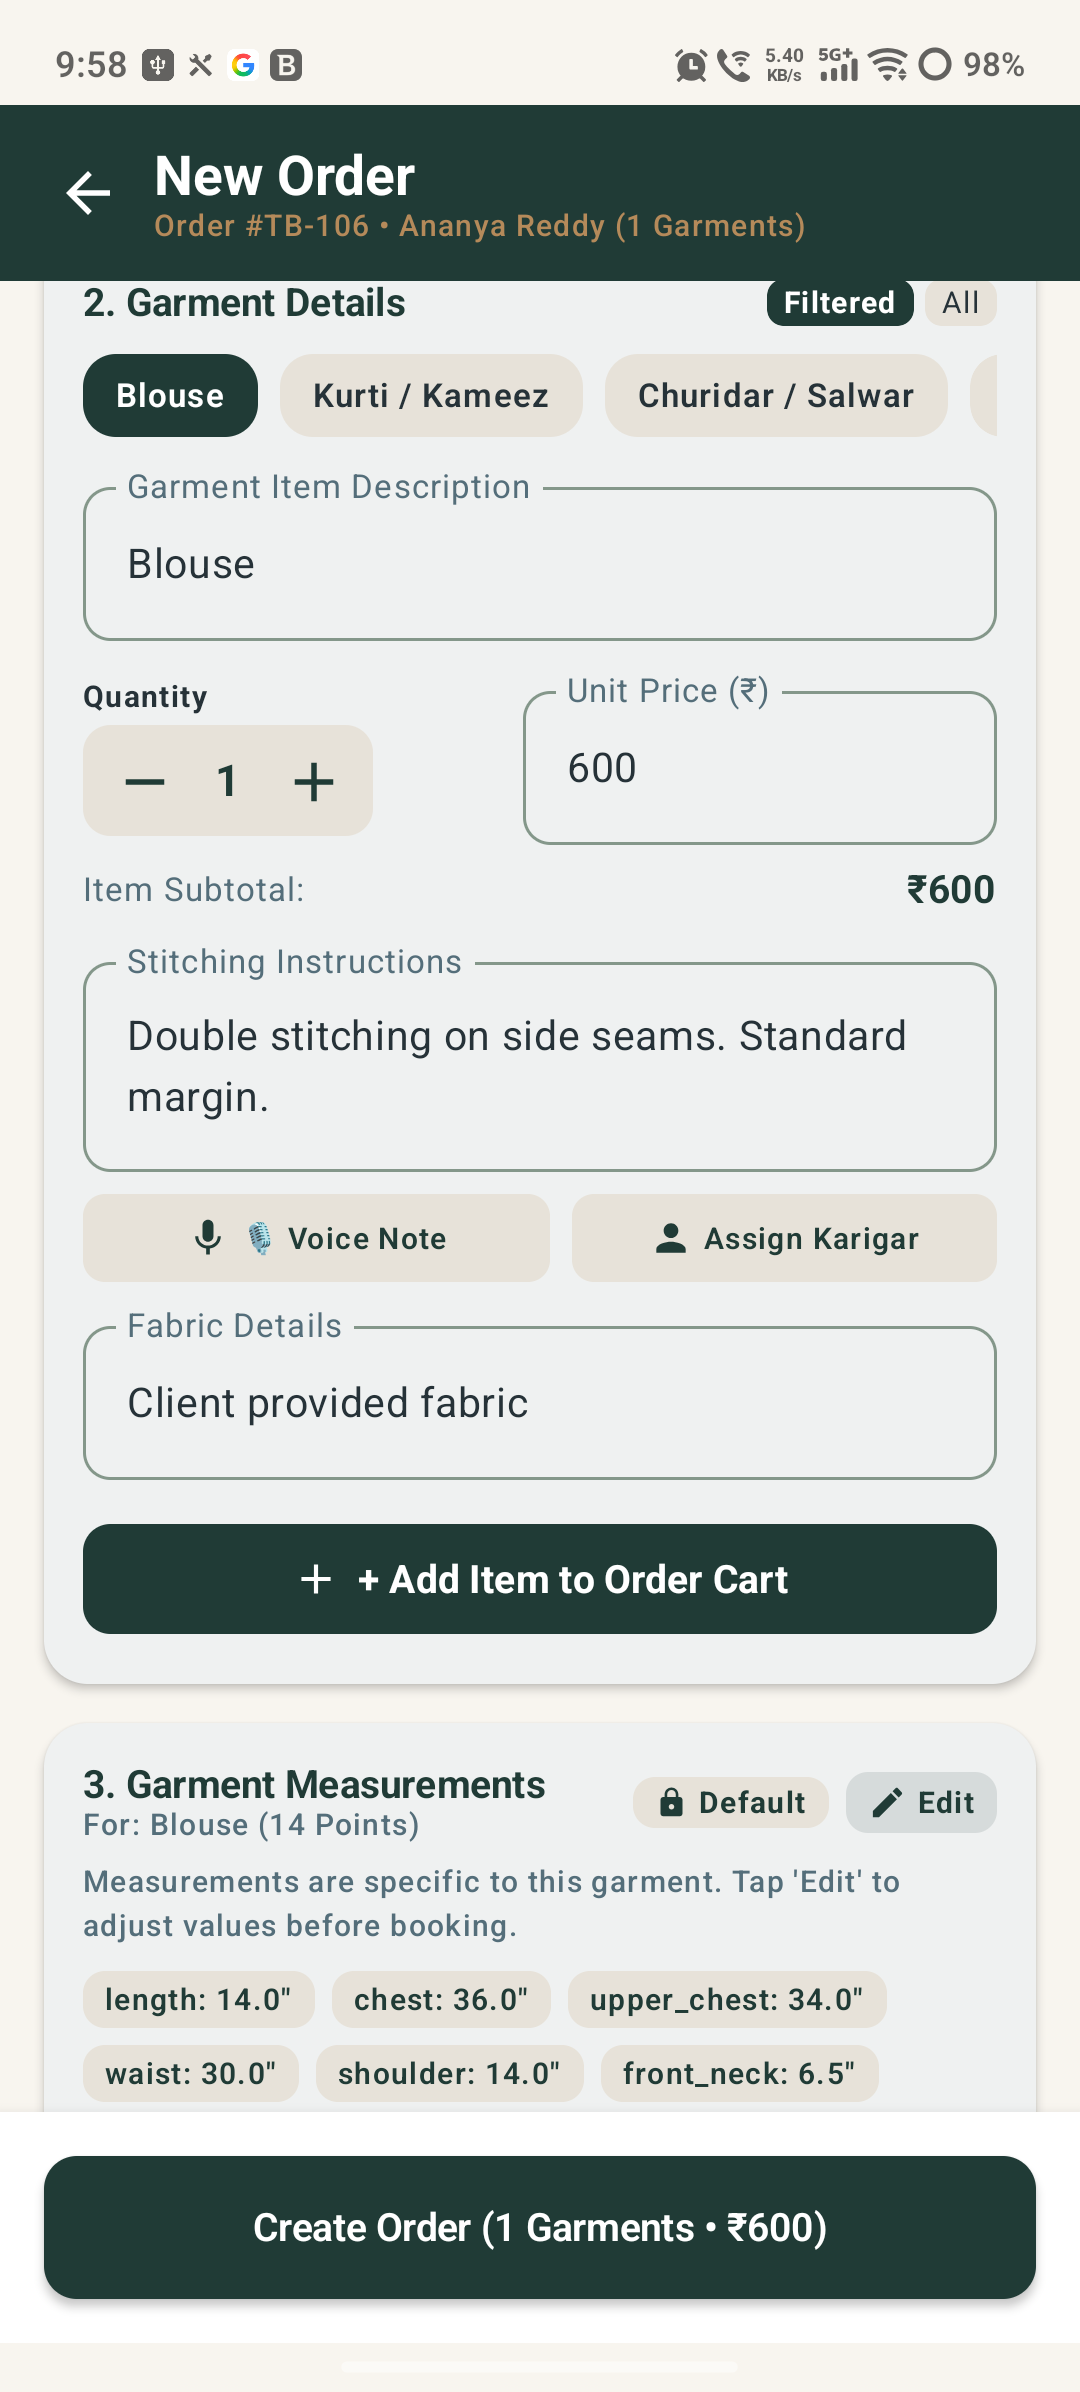 9:58
5.40 KB/s 5G+ 98%
New Order
Order #TB-106 • Ananya Reddy (1 Garments)
2. Garment Details
Filtered All
Blouse Kurti / Kameez Churidar / Salwar
Garment Item Description
Blouse
Quantity
Unit Price (₹)
1
600
Item Subtotal: ₹600
Stitching Instructions
Double stitching on side seams. Standard
margin.
Voice Note Assign Karigar
Fabric Details
Client provided fabric
+ Add Item to Order Cart
3. Garment Measurements
For: Blouse (14 Points)
Default Edit
Measurements are specific to this garment. Tap 'Edit' to
adjust values before booking.
length: 14.0" chest: 36.0" upper_chest: 34.0"
waist: 30.0" shoulder: 14.0" front_neck: 6.5"
Create Order (1 Garments • ₹600)